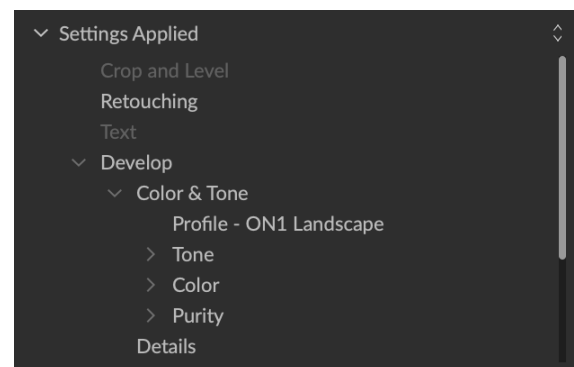 Settings Applied
Crop and Level
Retouching
Text
Develop
Color & Tone
Profile - ON1 Landscape
Tone
Color
Purity
Details